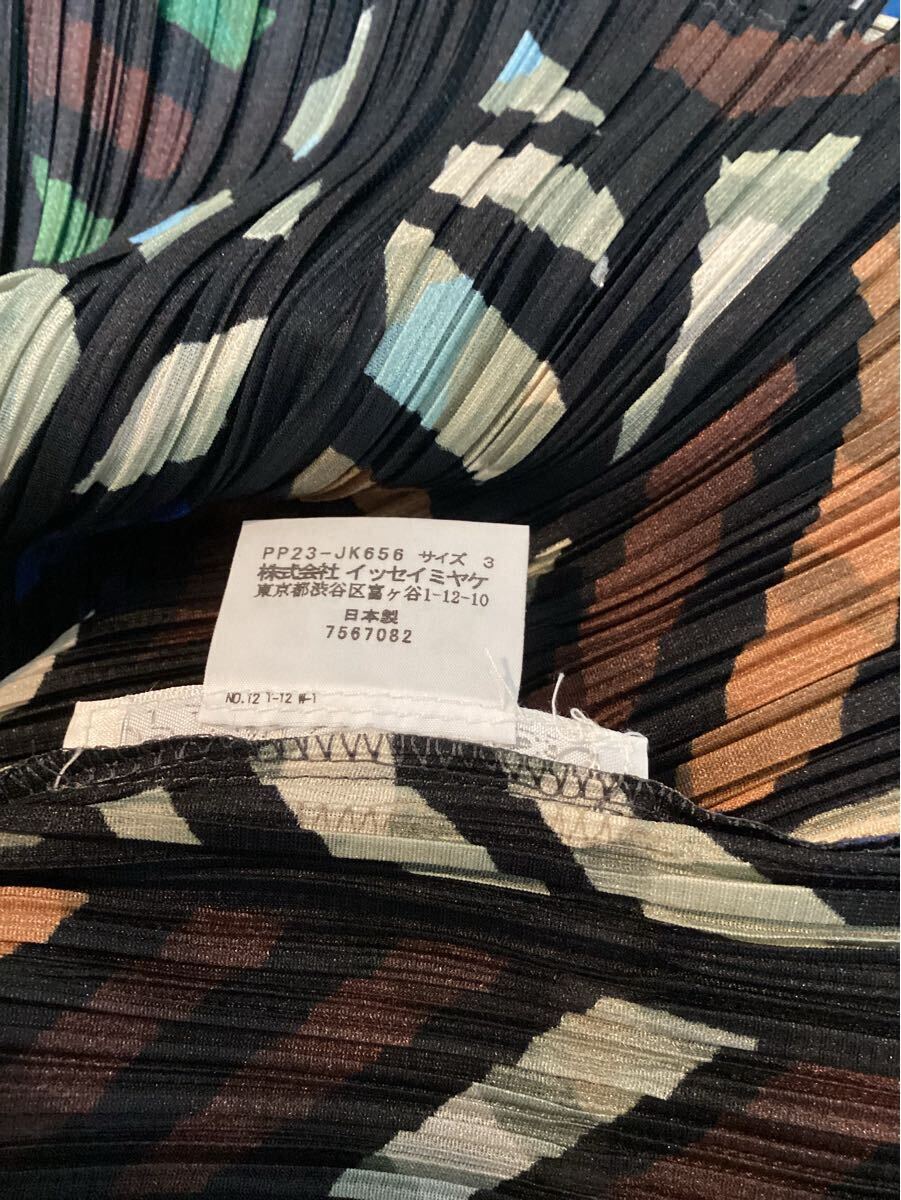 PP23-JK656 サイズ 3
株式会社 イッセイミヤケ
東京都渋谷区富ヶ谷1-12-10
日本製
7567082
NO.12 1-12 W-1